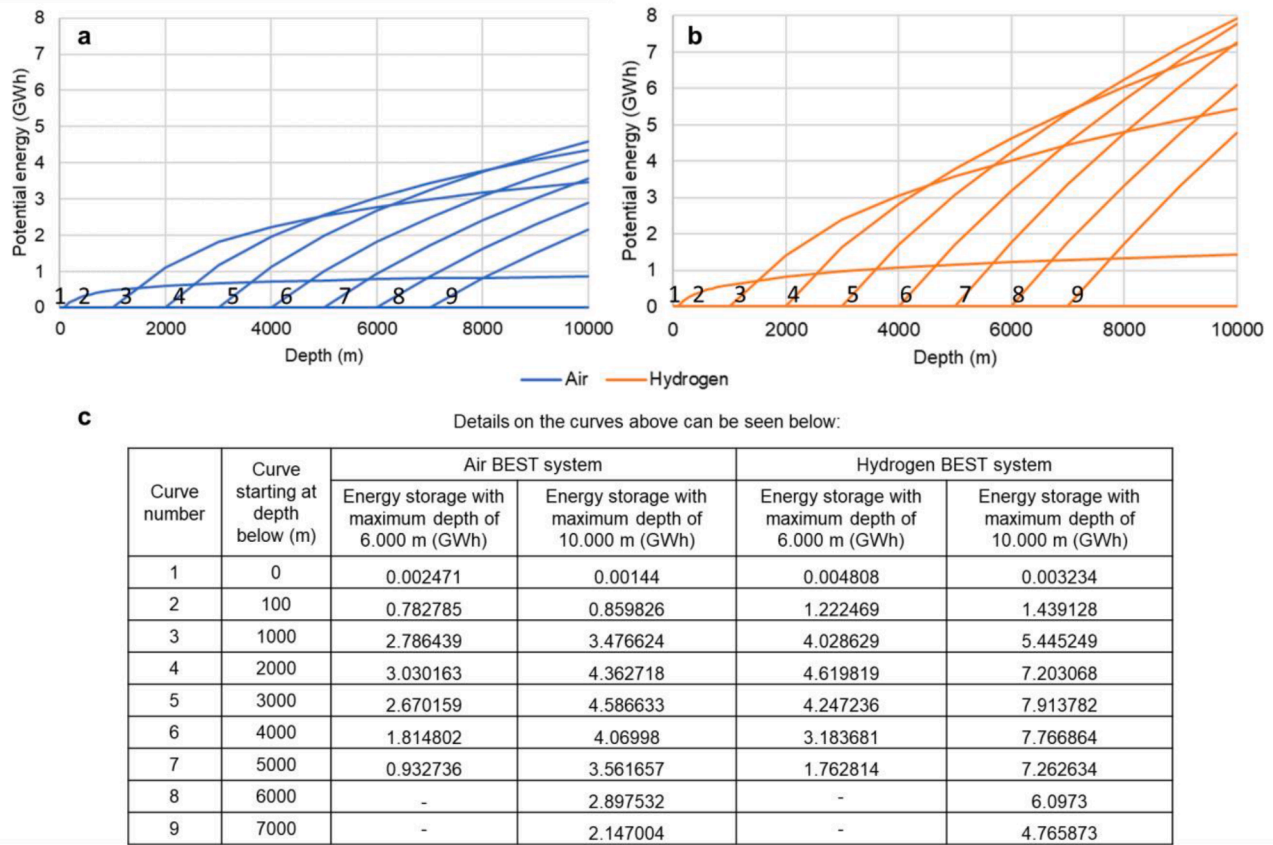 a
8
7
6
5
4
3
2
1
0
Potential energy (GWh)
1 2 3 4 5 6 7 8 9
0 2000 4000 6000 8000 10000
Depth (m)
b
8
7
6
5
4
3
2
1
0
Potential energy (GWh)
1 2 3 4 5 6 7 8 9
0 2000 4000 6000 8000 10000
Depth (m)
Air Hydrogen
c
Details on the curves above can be seen below:
Curve
number
Curve
starting at
depth
below (m)
Air BEST system
Hydrogen BEST system
Energy storage with
maximum depth of
6.000 m (GWh)
Energy storage with
maximum depth of
10.000 m (GWh)
Energy storage with
maximum depth of
6.000 m (GWh)
Energy storage with
maximum depth of
10.000 m (GWh)
1 0 0.002471 0.00144 0.004808 0.003234
2 100 0.782785 0.859826 1.222469 1.439128
3 1000 2.786439 3.476624 4.028629 5.445249
4 2000 3.030163 4.362718 4.619819 7.203068
5 3000 2.670159 4.586633 4.247236 7.913782
6 4000 1.814802 4.06998 3.183681 7.766864
7 5000 0.932736 3.561657 1.762814 7.262634
8 6000 - 2.897532 - 6.0973
9 7000 - 2.147004 - 4.765873